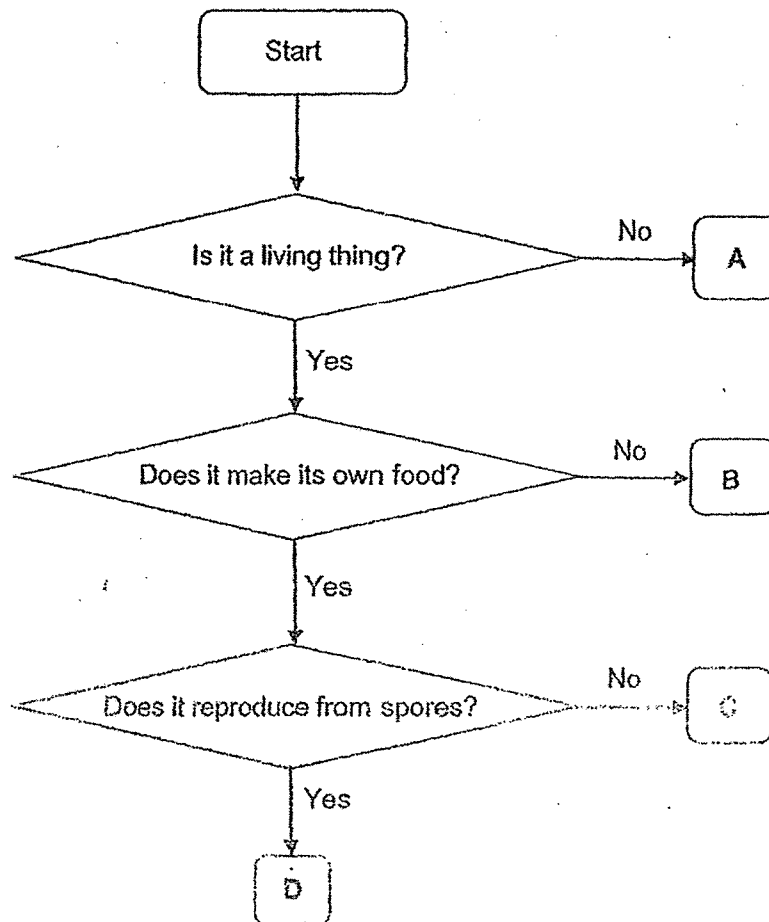 Start
Is it a living thing?
No
A
Yes
Does it make its own food?
No
B
Yes
Does it reproduce from spores?
No
C
Yes
D